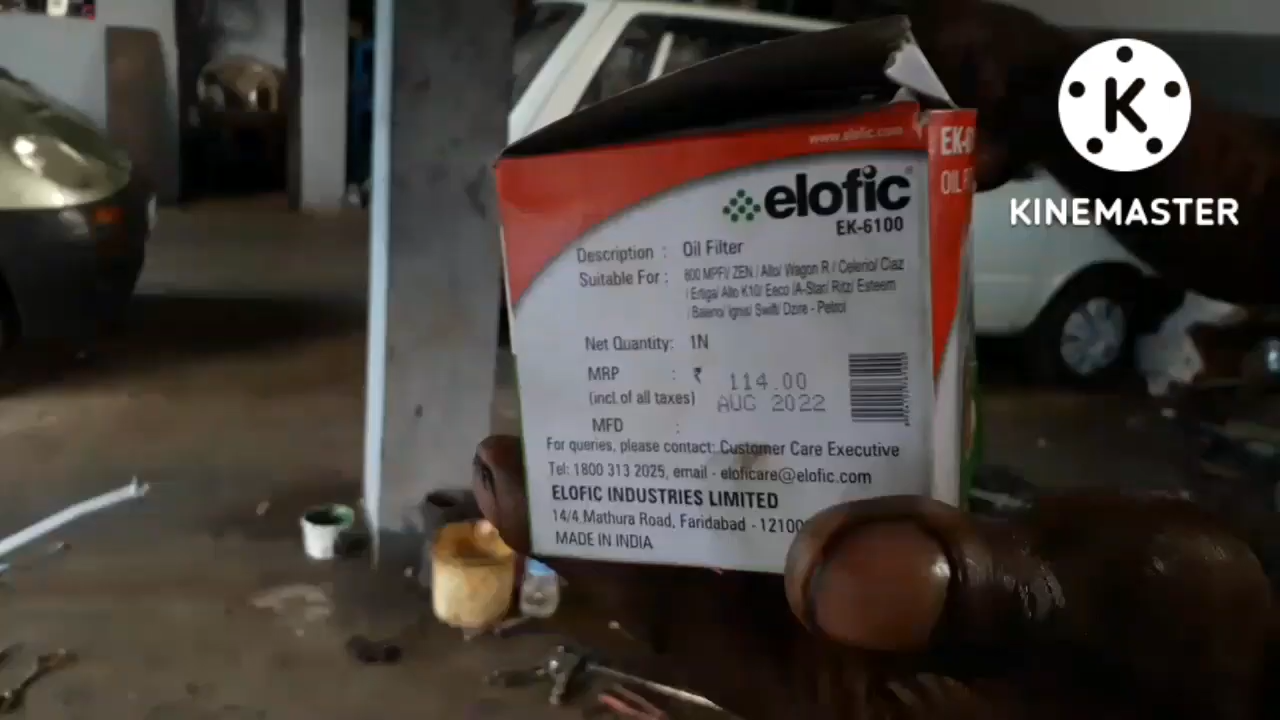 www.elofic.com
elofic
EK-6100
Description : Oil Filter
Suitable For : 800 MPFI/ ZEN / Alto/ Wagon R / Celerio/ Ciaz
/ Ertiga/ Alto K10/ Eeco /A-Star/ Ritz/ Esteem
/ Baleno/ Ignis/ Swift/ Dzire - Petrol
Net Quantity: 1N
MRP : ₹ 114.00
(incl.of all taxes) AUG 2022
MFD :
For queries, please contact: Customer Care Executive
Tel: 1800 313 2025, email - eloficare@elofic.com
ELOFIC INDUSTRIES LIMITED
14/4,Mathura Road, Faridabad -
MADE IN INDIA
OIL
K
KINEMASTER